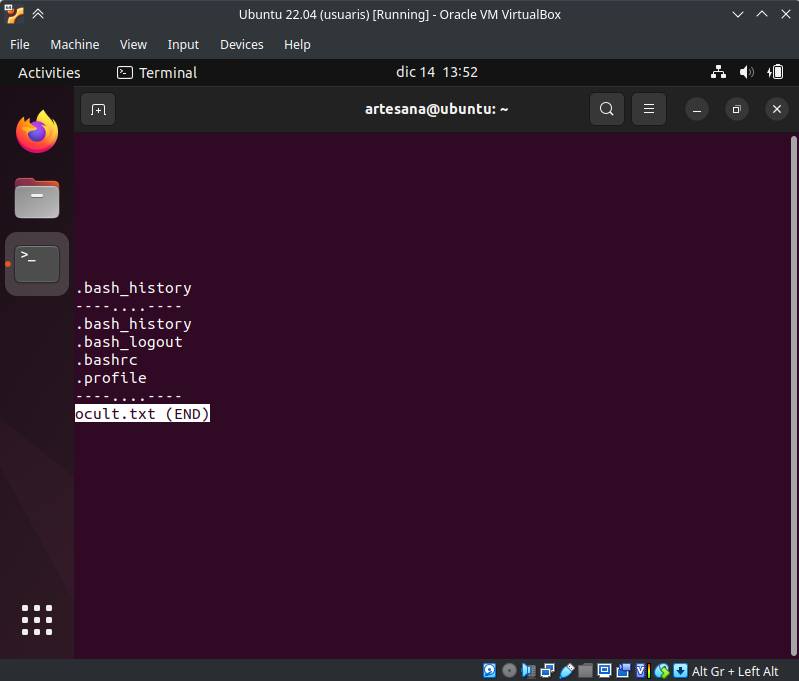 Ubuntu 22.04 (usuaris) [Running] - Oracle VM VirtualBox
File Machine View Input Devices Help
Activities Terminal dic 14 13:52
artesana@ubuntu: ~
>_
.bash_history
----....----
.bash_history
.bash_logout
.bashrc
.profile
----....----
ocult.txt (END)
Alt Gr + Left Alt